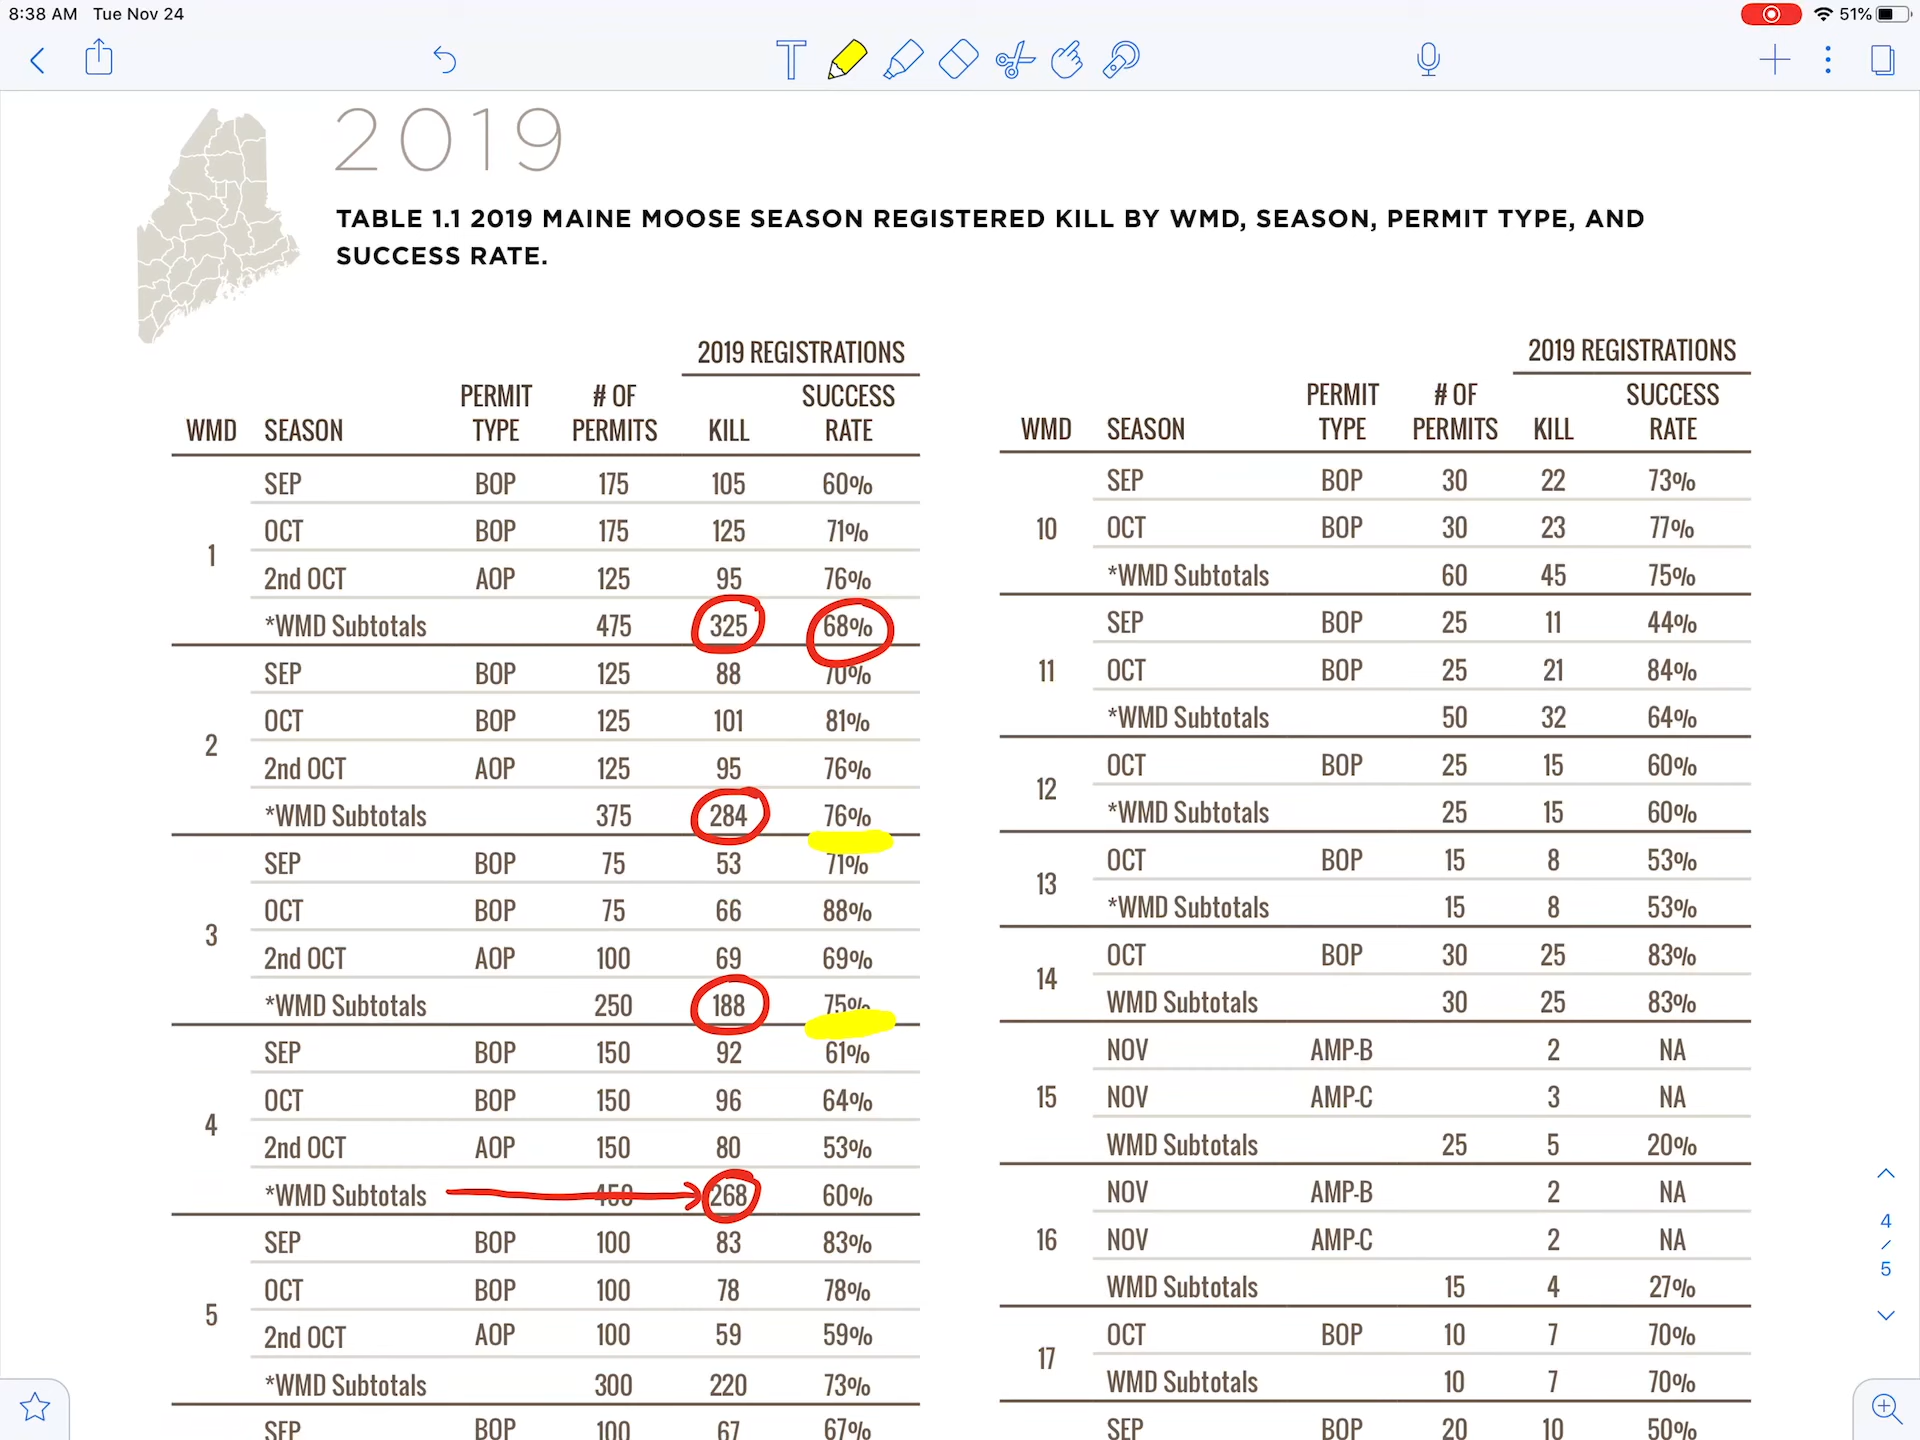 8:38 AM Tue Nov 24
51%
2019
TABLE 1.1 2019 MAINE MOOSE SEASON REGISTERED KILL BY WMD, SEASON, PERMIT TYPE, AND
SUCCESS RATE.
2019 REGISTRATIONS
WMD SEASON PERMIT TYPE # OF PERMITS KILL SUCCESS RATE
1
SEP BOP 175 105 60%
OCT BOP 175 125 71%
2nd OCT AOP 125 95 76%
*WMD Subtotals 475 325 68%
2
SEP BOP 125 88 70%
OCT BOP 125 101 81%
2nd OCT AOP 125 95 76%
*WMD Subtotals 375 284 76%
3
SEP BOP 75 53 71%
OCT BOP 75 66 88%
2nd OCT AOP 100 69 69%
*WMD Subtotals 250 188 75%
4
SEP BOP 150 92 61%
OCT BOP 150 96 64%
2nd OCT AOP 150 80 53%
*WMD Subtotals 450 268 60%
5
SEP BOP 100 83 83%
OCT BOP 100 78 78%
2nd OCT AOP 100 59 59%
*WMD Subtotals 300 220 73%
SEP BOP 100 67 67%
2019 REGISTRATIONS
WMD SEASON PERMIT TYPE # OF PERMITS KILL SUCCESS RATE
10
SEP BOP 30 22 73%
OCT BOP 30 23 77%
*WMD Subtotals 60 45 75%
11
SEP BOP 25 11 44%
OCT BOP 25 21 84%
*WMD Subtotals 50 32 64%
12
OCT BOP 25 15 60%
*WMD Subtotals 25 15 60%
13
OCT BOP 15 8 53%
*WMD Subtotals 15 8 53%
14
OCT BOP 30 25 83%
WMD Subtotals 30 25 83%
15
NOV AMP-B 2 NA
NOV AMP-C 3 NA
WMD Subtotals 25 5 20%
16
NOV AMP-B 2 NA
NOV AMP-C 2 NA
WMD Subtotals 15 4 27%
17
OCT BOP 10 7 70%
WMD Subtotals 10 7 70%
SEP BOP 20 10 50%
4
/
5